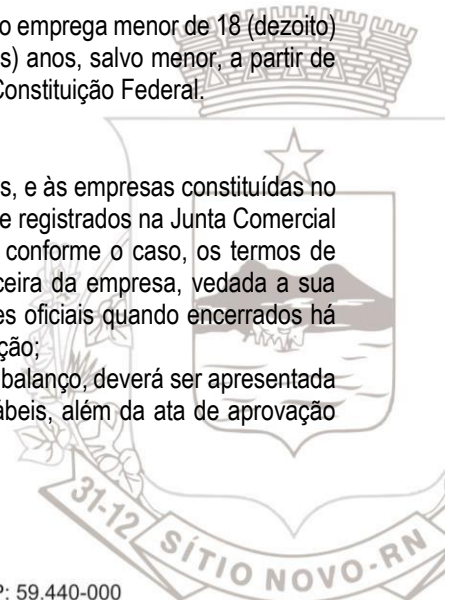 o emprega menor de 18 (dezoito)
s) anos, salvo menor, a partir de
Constituição Federal.
s, e às empresas constituídas no
e registrados na Junta Comercial
conforme o caso, os termos de
ceira da empresa, vedada a sua
es oficiais quando encerrados há
ção;
balanço, deverá ser apresentada
ábeis, além da ata de aprovação
31-12 SÍTIO NOVO-RN
P: 59.440-000